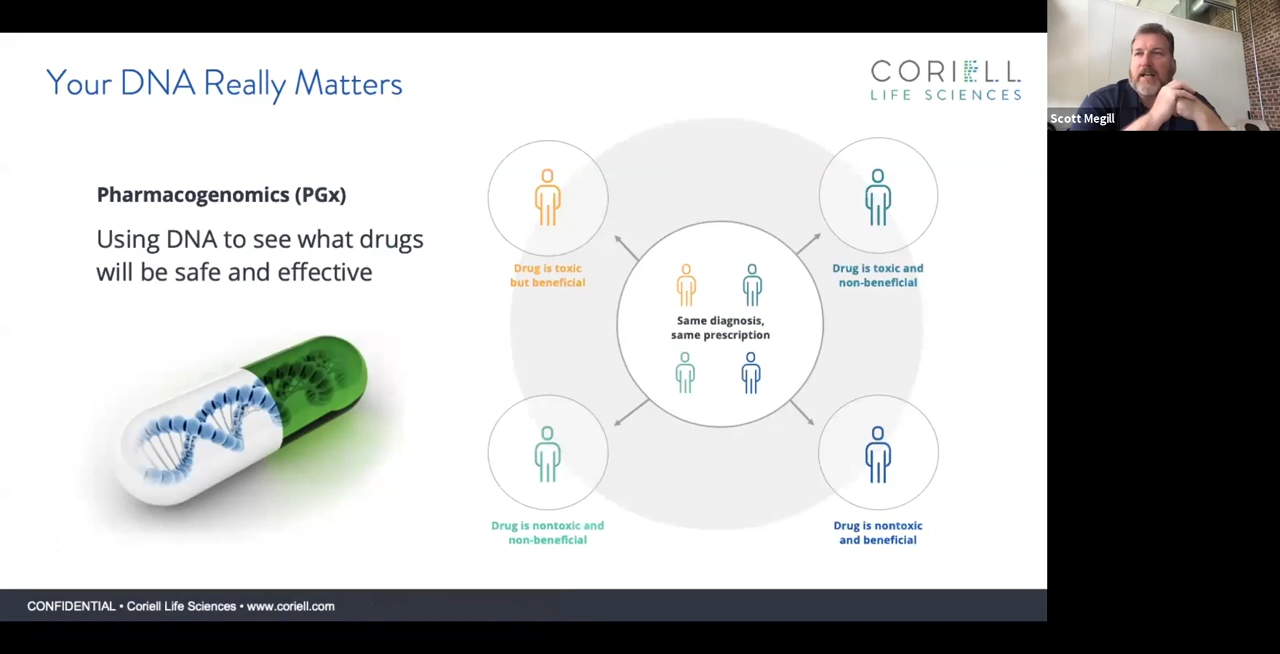 Your DNA Really Matters
CORIELL
LIFE SCIENCES
Scott Megill
Pharmacogenomics (PGx)
Using DNA to see what drugs
will be safe and effective
Drug is toxic
but beneficial
Drug is toxic and
non-beneficial
Same diagnosis,
same prescription
Drug is nontoxic and
non-beneficial
Drug is nontoxic
and beneficial
CONFIDENTIAL • Coriell Life Sciences • www.coriell.com